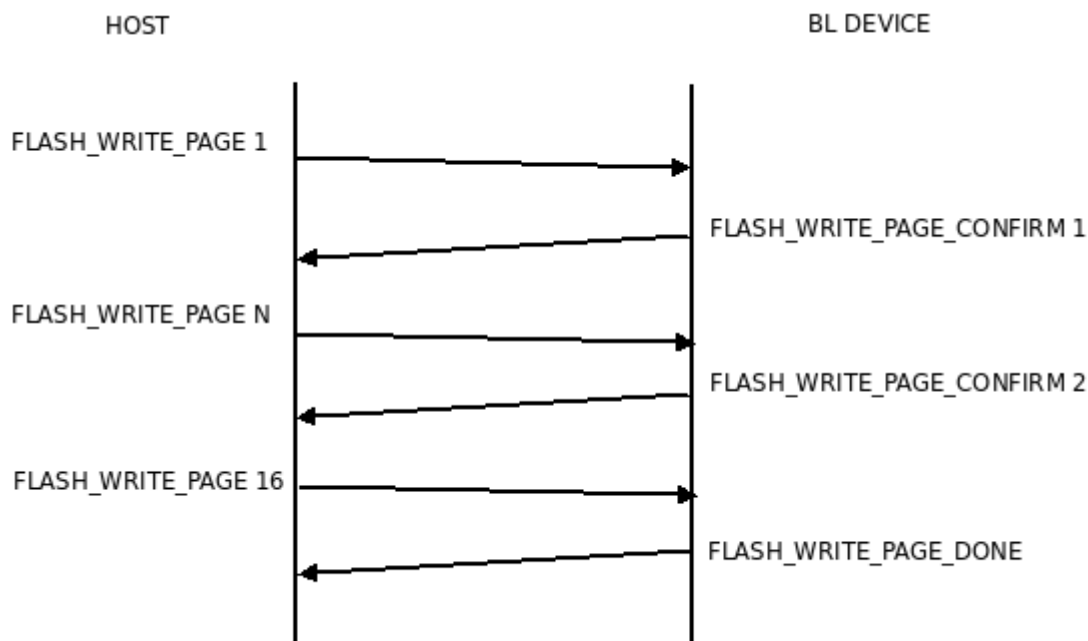 HOST
BL DEVICE
FLASH_WRITE_PAGE 1
FLASH_WRITE_PAGE_CONFIRM 1
FLASH_WRITE_PAGE N
FLASH_WRITE_PAGE_CONFIRM 2
FLASH_WRITE_PAGE 16
FLASH_WRITE_PAGE_DONE